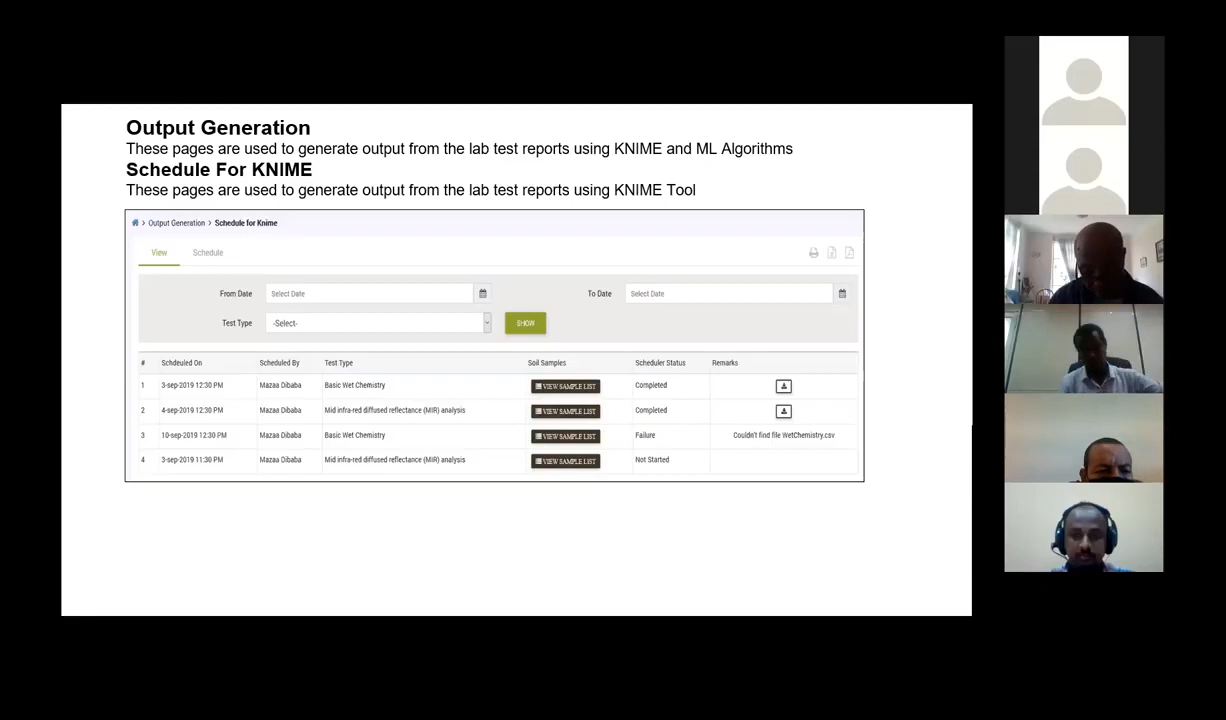 Output Generation
These pages are used to generate output from the lab test reports using KNIME and ML Algorithms
Schedule For KNIME
These pages are used to generate output from the lab test reports using KNIME Tool
> Output Generation > Schedule for Knime
View Schedule
From Date Select Date To Date Select Date
Test Type -Select- SHOW
# Schdeuled On Scheduled By Test Type Soil Samples Scheduler Status Remarks
1 3-sep-2019 12:30 PM Mazaa Dibaba Basic Wet Chemistry VIEW SAMPLE LIST Completed
2 4-sep-2019 12:30 PM Mazaa Dibaba Mid infra-red diffused reflectance (MIR) analysis VIEW SAMPLE LIST Completed
3 10-sep-2019 12:30 PM Mazaa Dibaba Basic Wet Chemistry VIEW SAMPLE LIST Failure Couldn't find file WetChemistry.csv
4 3-sep-2019 11:30 PM Mazaa Dibaba Mid infra-red diffused reflectance (MIR) analysis VIEW SAMPLE LIST Not Started